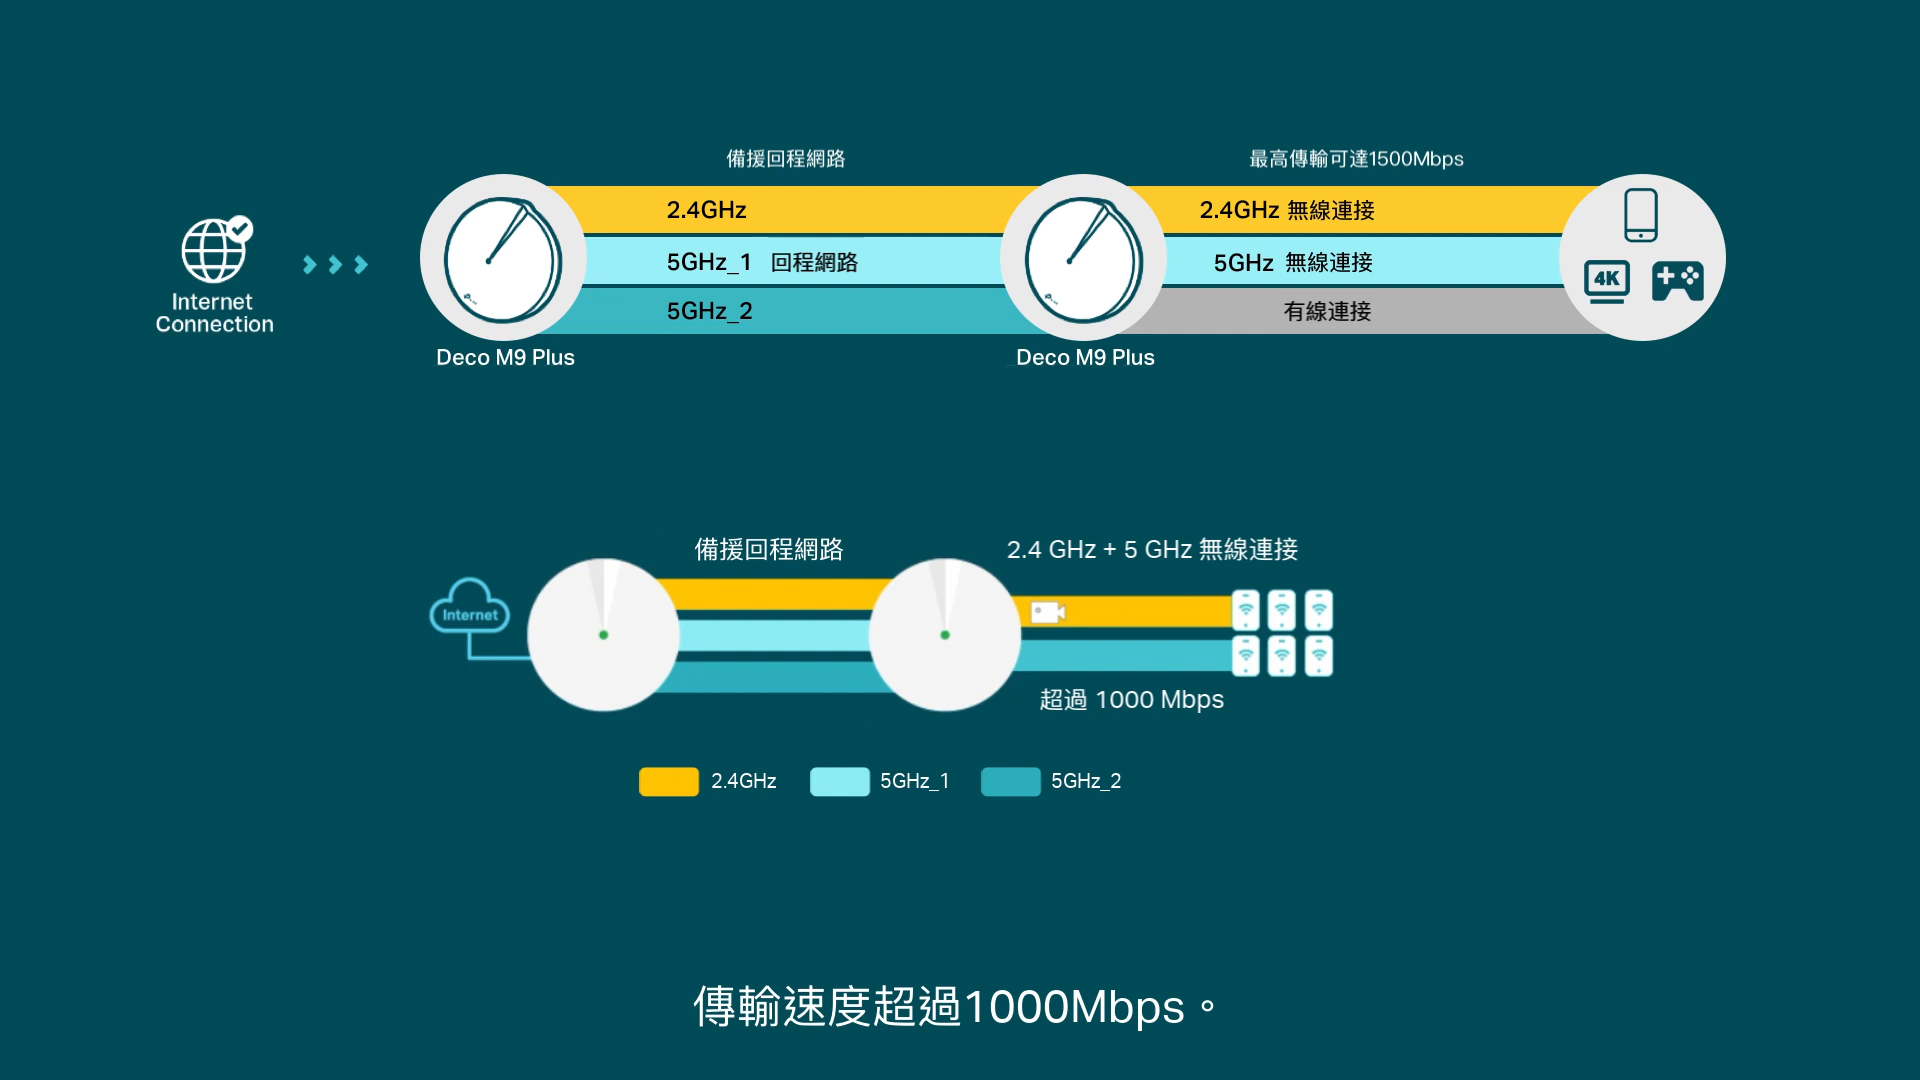 備援回程網路
最高傳輸可達1500Mbps
2.4GHz
2.4GHz 無線連接
5GHz_1 回程網路
5GHz 無線連接
4K
5GHz_2
有線連接
Internet
Connection
Deco M9 Plus
Deco M9 Plus
備援回程網路
2.4 GHz + 5 GHz 無線連接
Internet
超過 1000 Mbps
2.4GHz
5GHz_1
5GHz_2
傳輸速度超過1000Mbps。